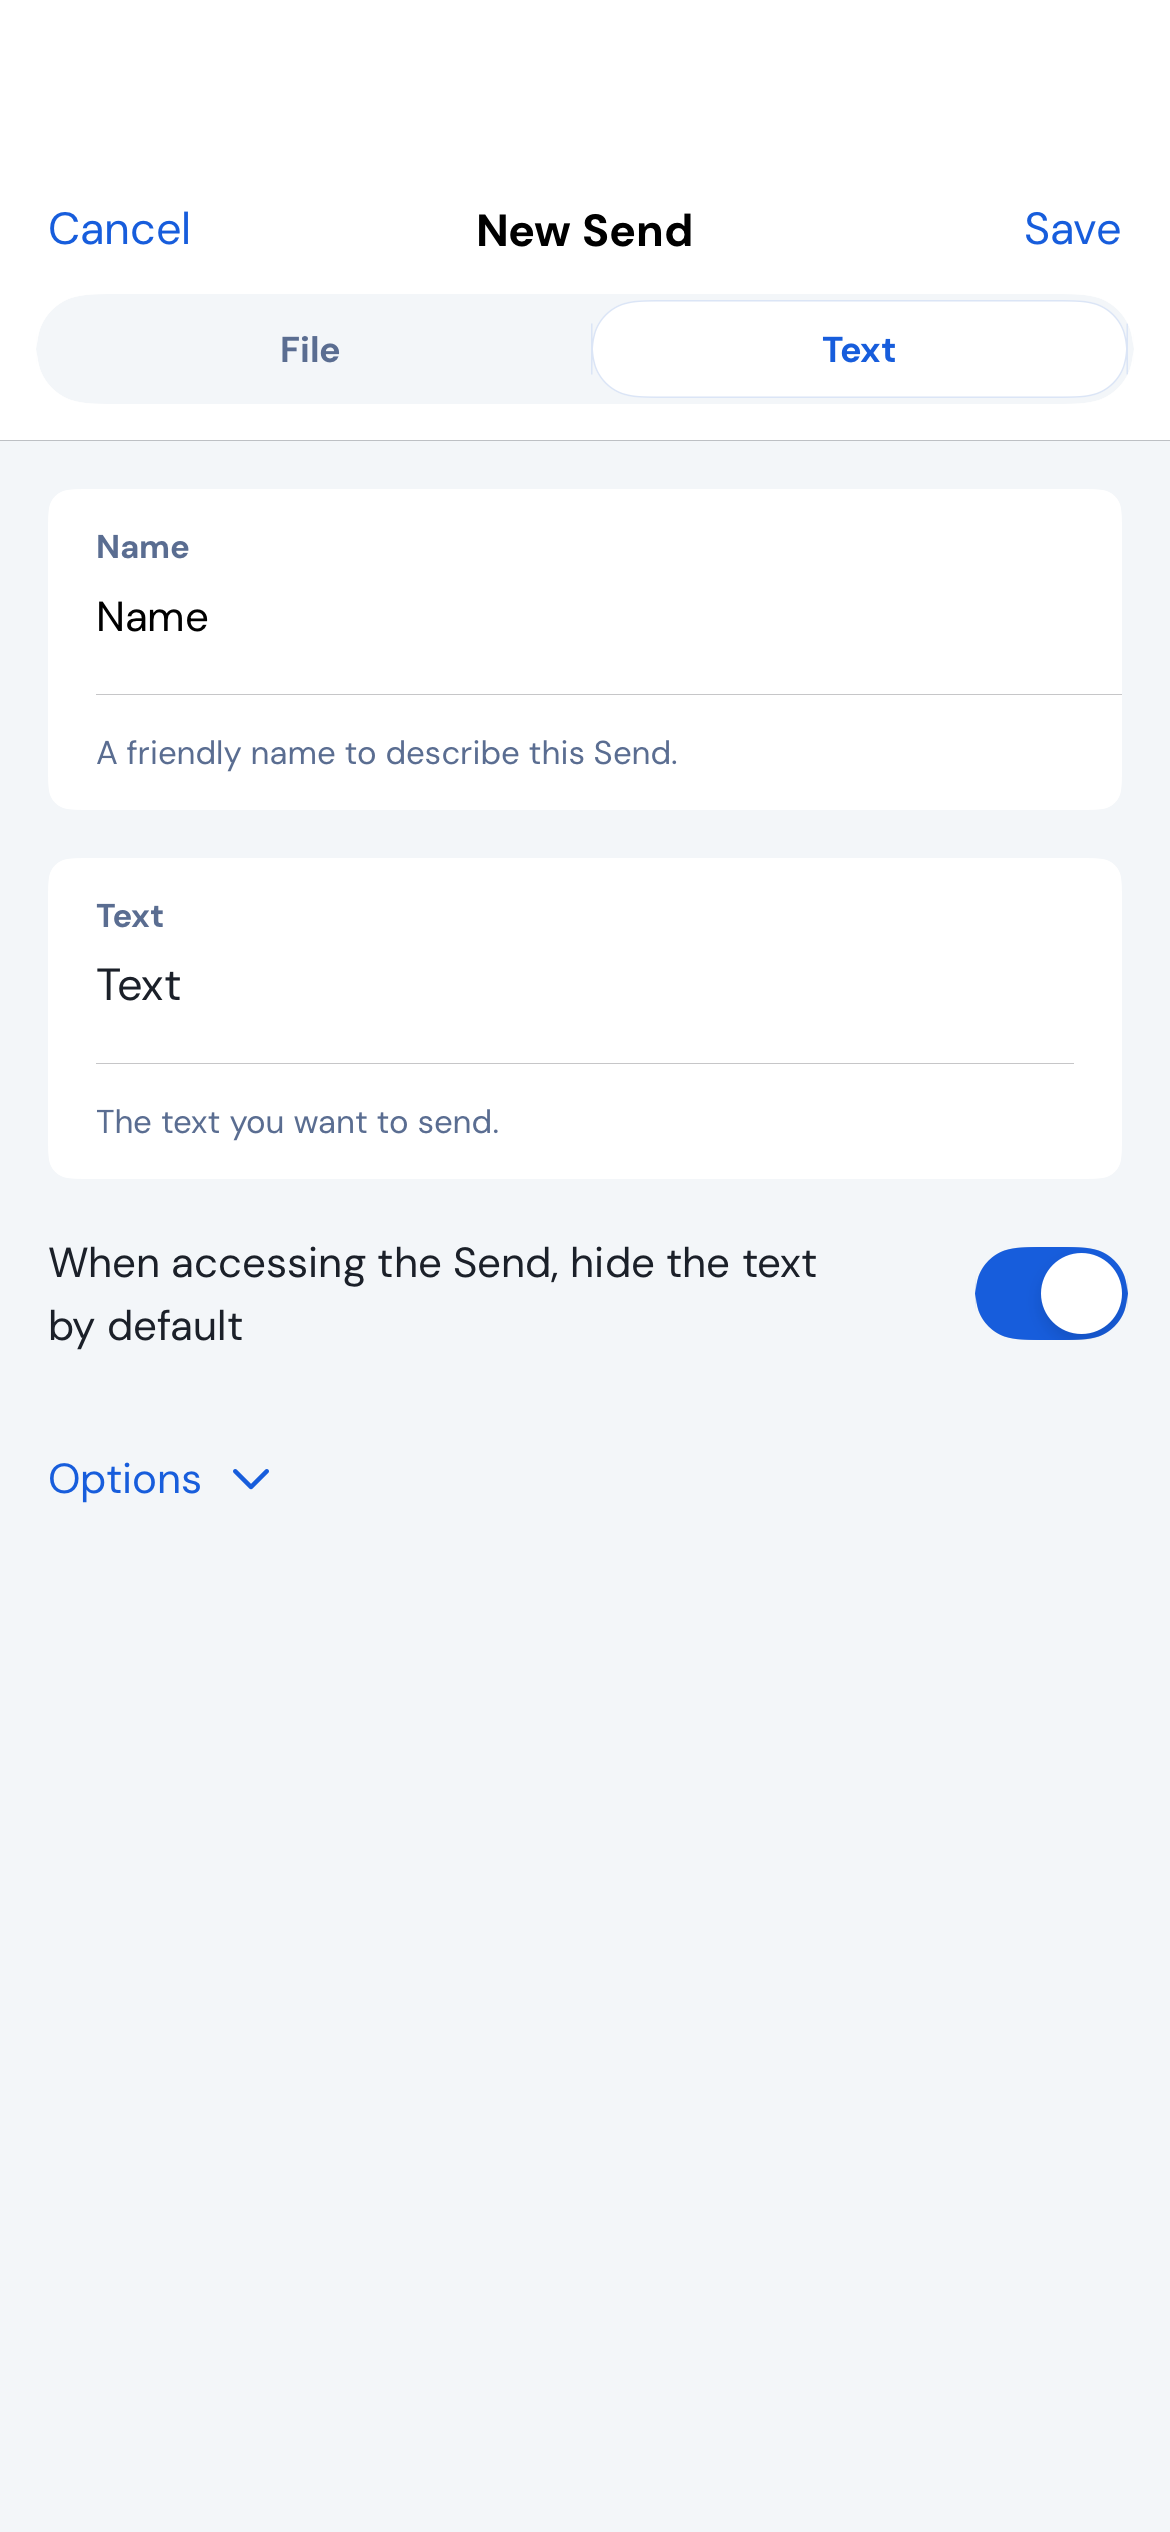 Cancel New Send Save
File Text
Name
Name
A friendly name to describe this Send.
Text
Text
The text you want to send.
When accessing the Send, hide the text
by default
Options